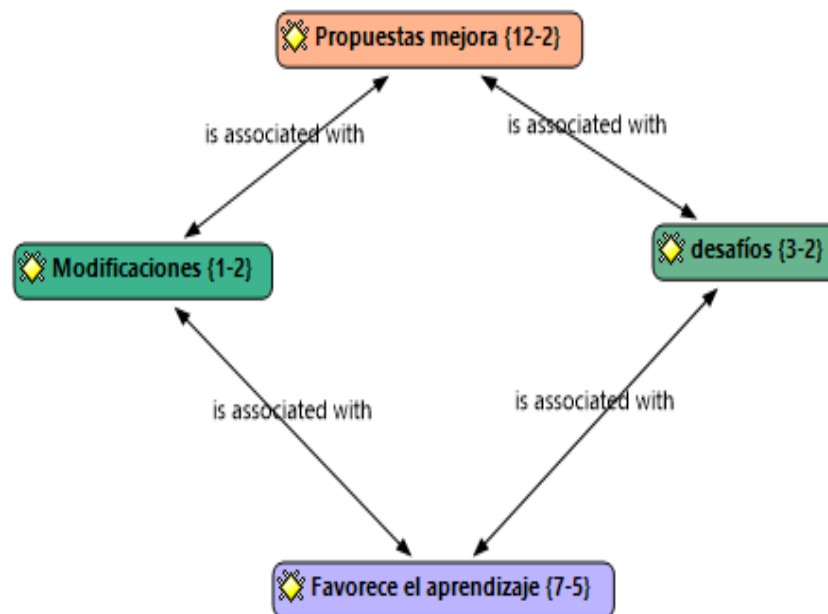 Propuestas mejora {12-2}
is associated with
is associated with
Modificaciones {1-2}
desafíos {3-2}
is associated with
is associated with
Favorece el aprendizaje {7-5}